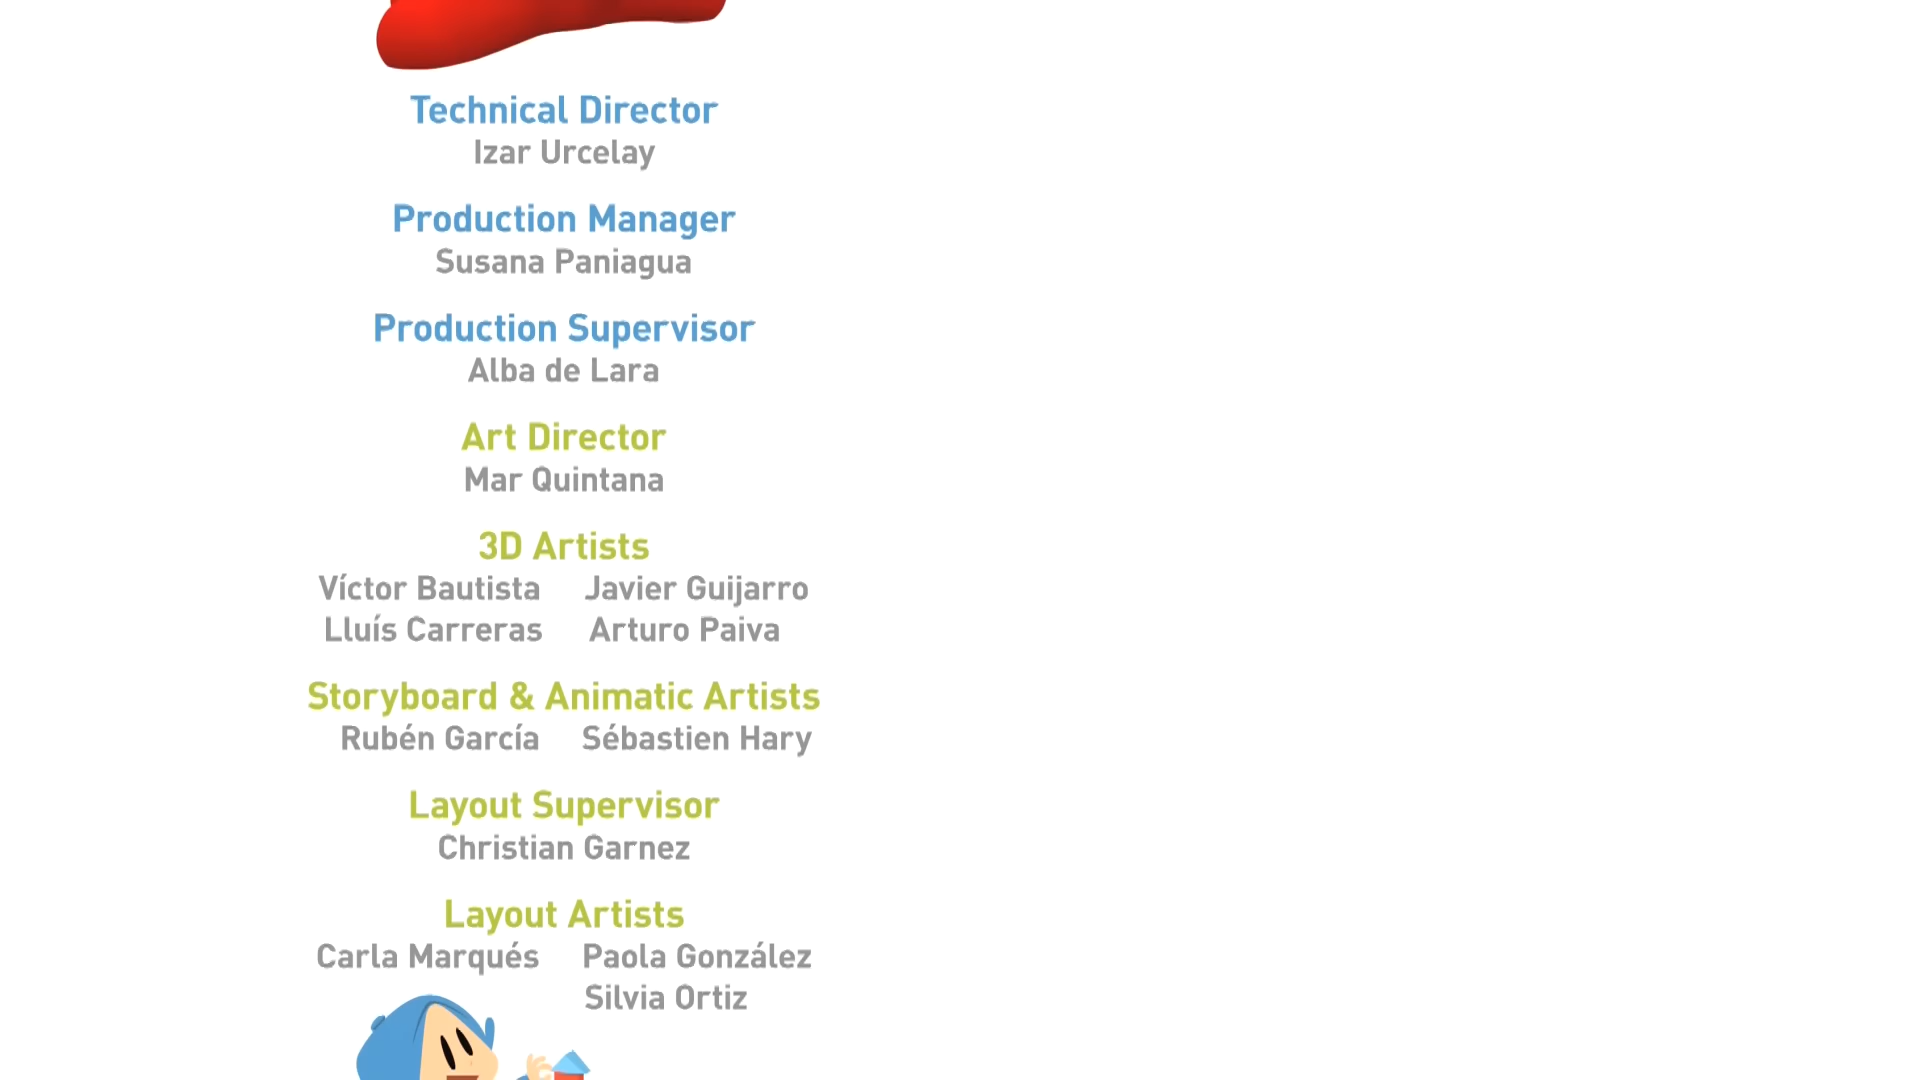 Technical Director
Izar Urcelay
Production Manager
Susana Paniagua
Production Supervisor
Alba de Lara
Art Director
Mar Quintana
3D Artists
Víctor Bautista Javier Guijarro
Lluís Carreras Arturo Paiva
Storyboard & Animatic Artists
Rubén García Sébastien Hary
Layout Supervisor
Christian Garnez
Layout Artists
Carla Marqués Paola González
Silvia Ortiz